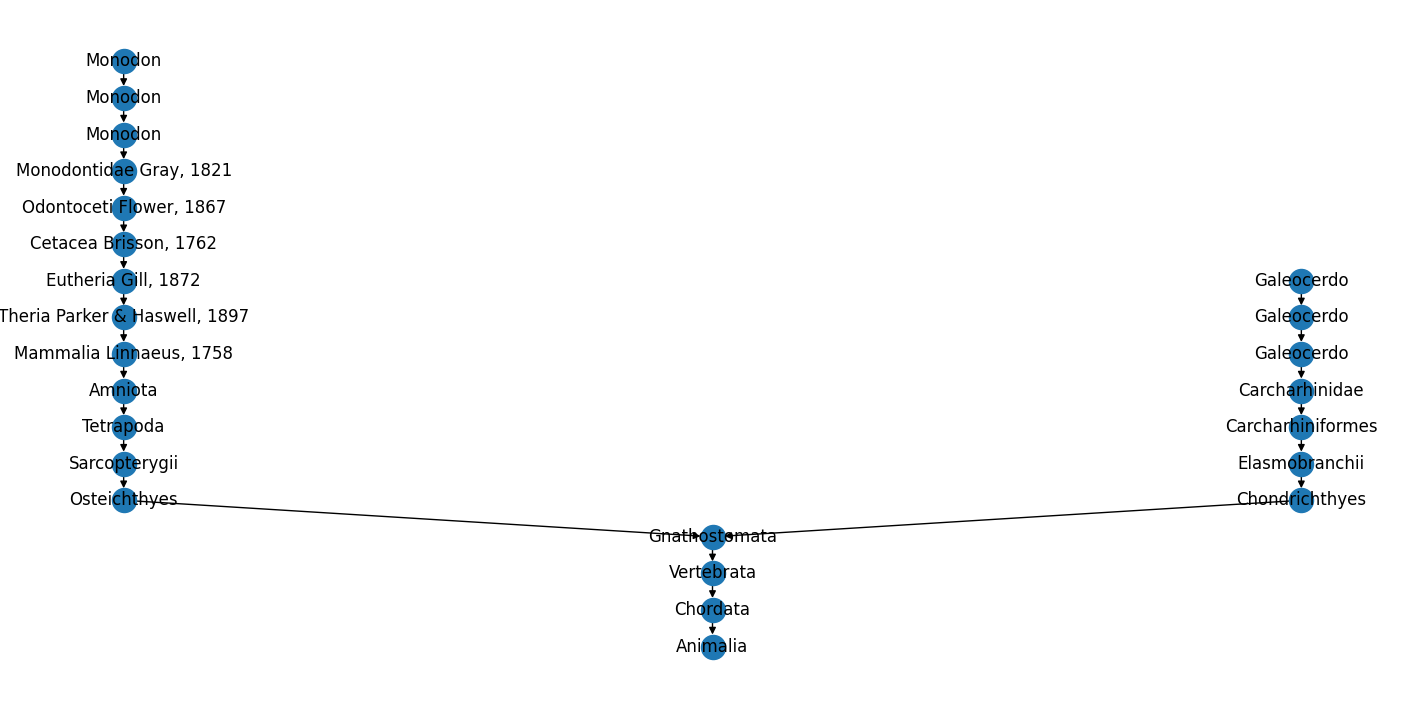 Monodon
Monodon
Monodon
Monodontidae Gray, 1821
Odontoceti Flower, 1867
Cetacea Brisson, 1762
Eutheria Gill, 1872
Theria Parker & Haswell, 1897
Mammalia Linnaeus, 1758
Amniota
Tetrapoda
Sarcopterygii
Osteichthyes
Galeocerdo
Galeocerdo
Galeocerdo
Carcharhinidae
Carcharhiniformes
Elasmobranchii
Chondrichthyes
Gnathostomata
Vertebrata
Chordata
Animalia